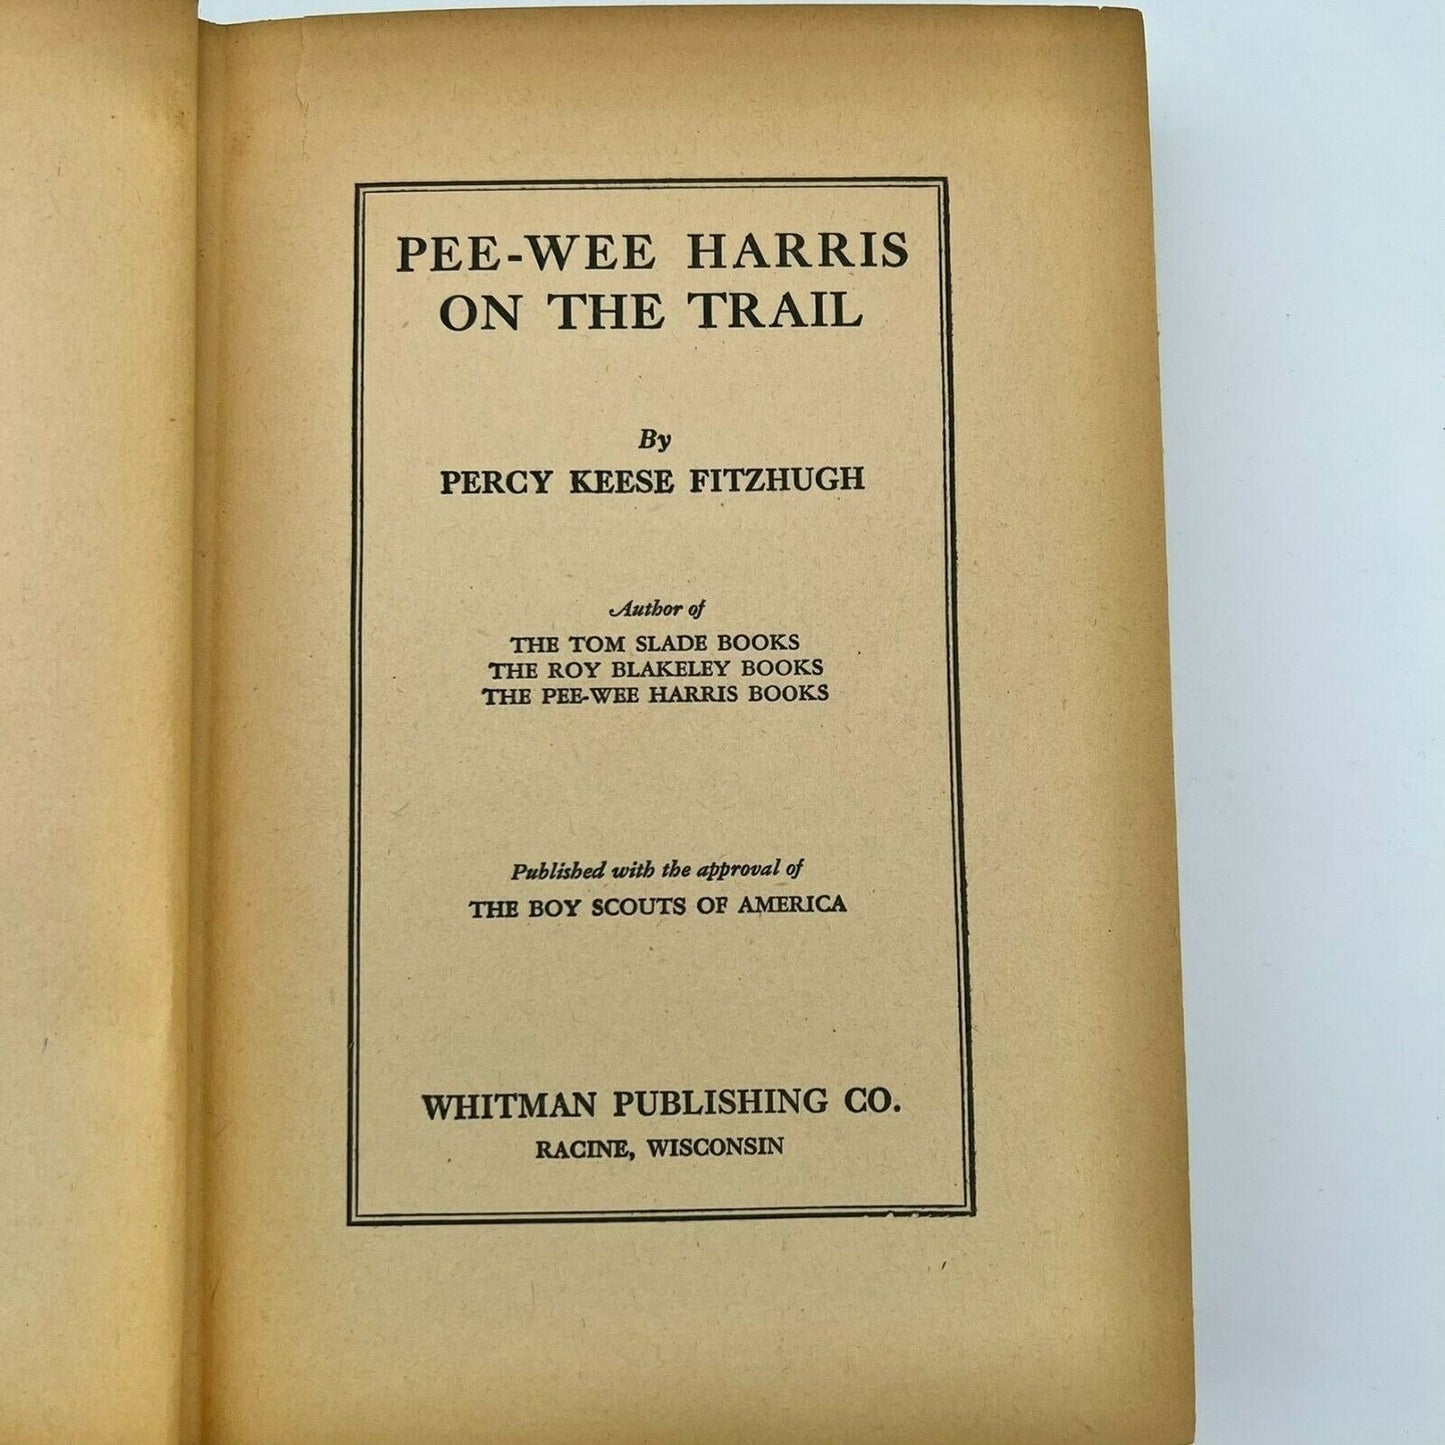 PEE-WEE HARRIS
ON THE TRAIL
By
PERCY KEESE FITZHUGH
Author of
THE TOM SLADE BOOKS
THE ROY BLAKELEY BOOKS
THE PEE-WEE HARRIS BOOKS
Published with the approval of
THE BOY SCOUTS OF AMERICA
WHITMAN PUBLISHING CO.
RACINE, WISCONSIN